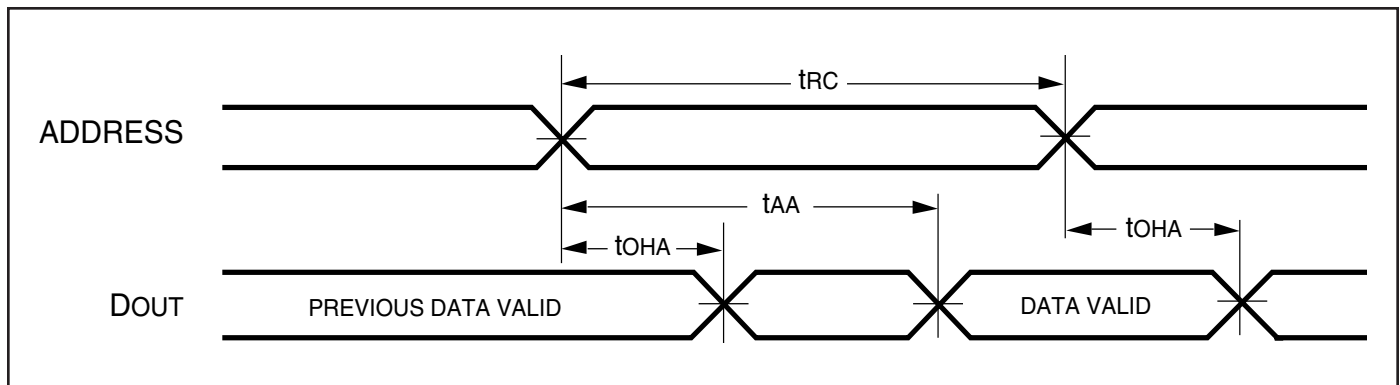 tRC
ADDRESS
tAA
tOHA
tOHA
DOUT
PREVIOUS DATA VALID
DATA VALID